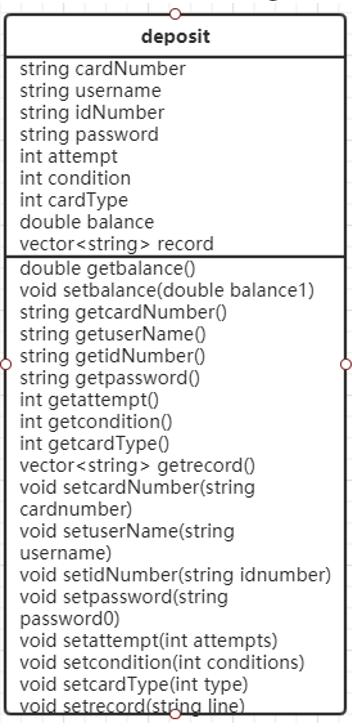 deposit
string cardNumber
string username
string idNumber
string password
int attempt
int condition
int cardType
double balance
vector<string> record
double getbalance()
void setbalance(double balance1)
string getcardNumber()
string getuserName()
string getidNumber()
string getpassword()
int getattempt()
int getcondition()
int getcardType()
vector<string> getrecord()
void setcardNumber(string
cardnumber)
void setuserName(string
username)
void setidNumber(string idnumber)
void setpassword(string
password0)
void setattempt(int attempts)
void setcondition(int conditions)
void setcardType(int type)
void setrecord(string line)